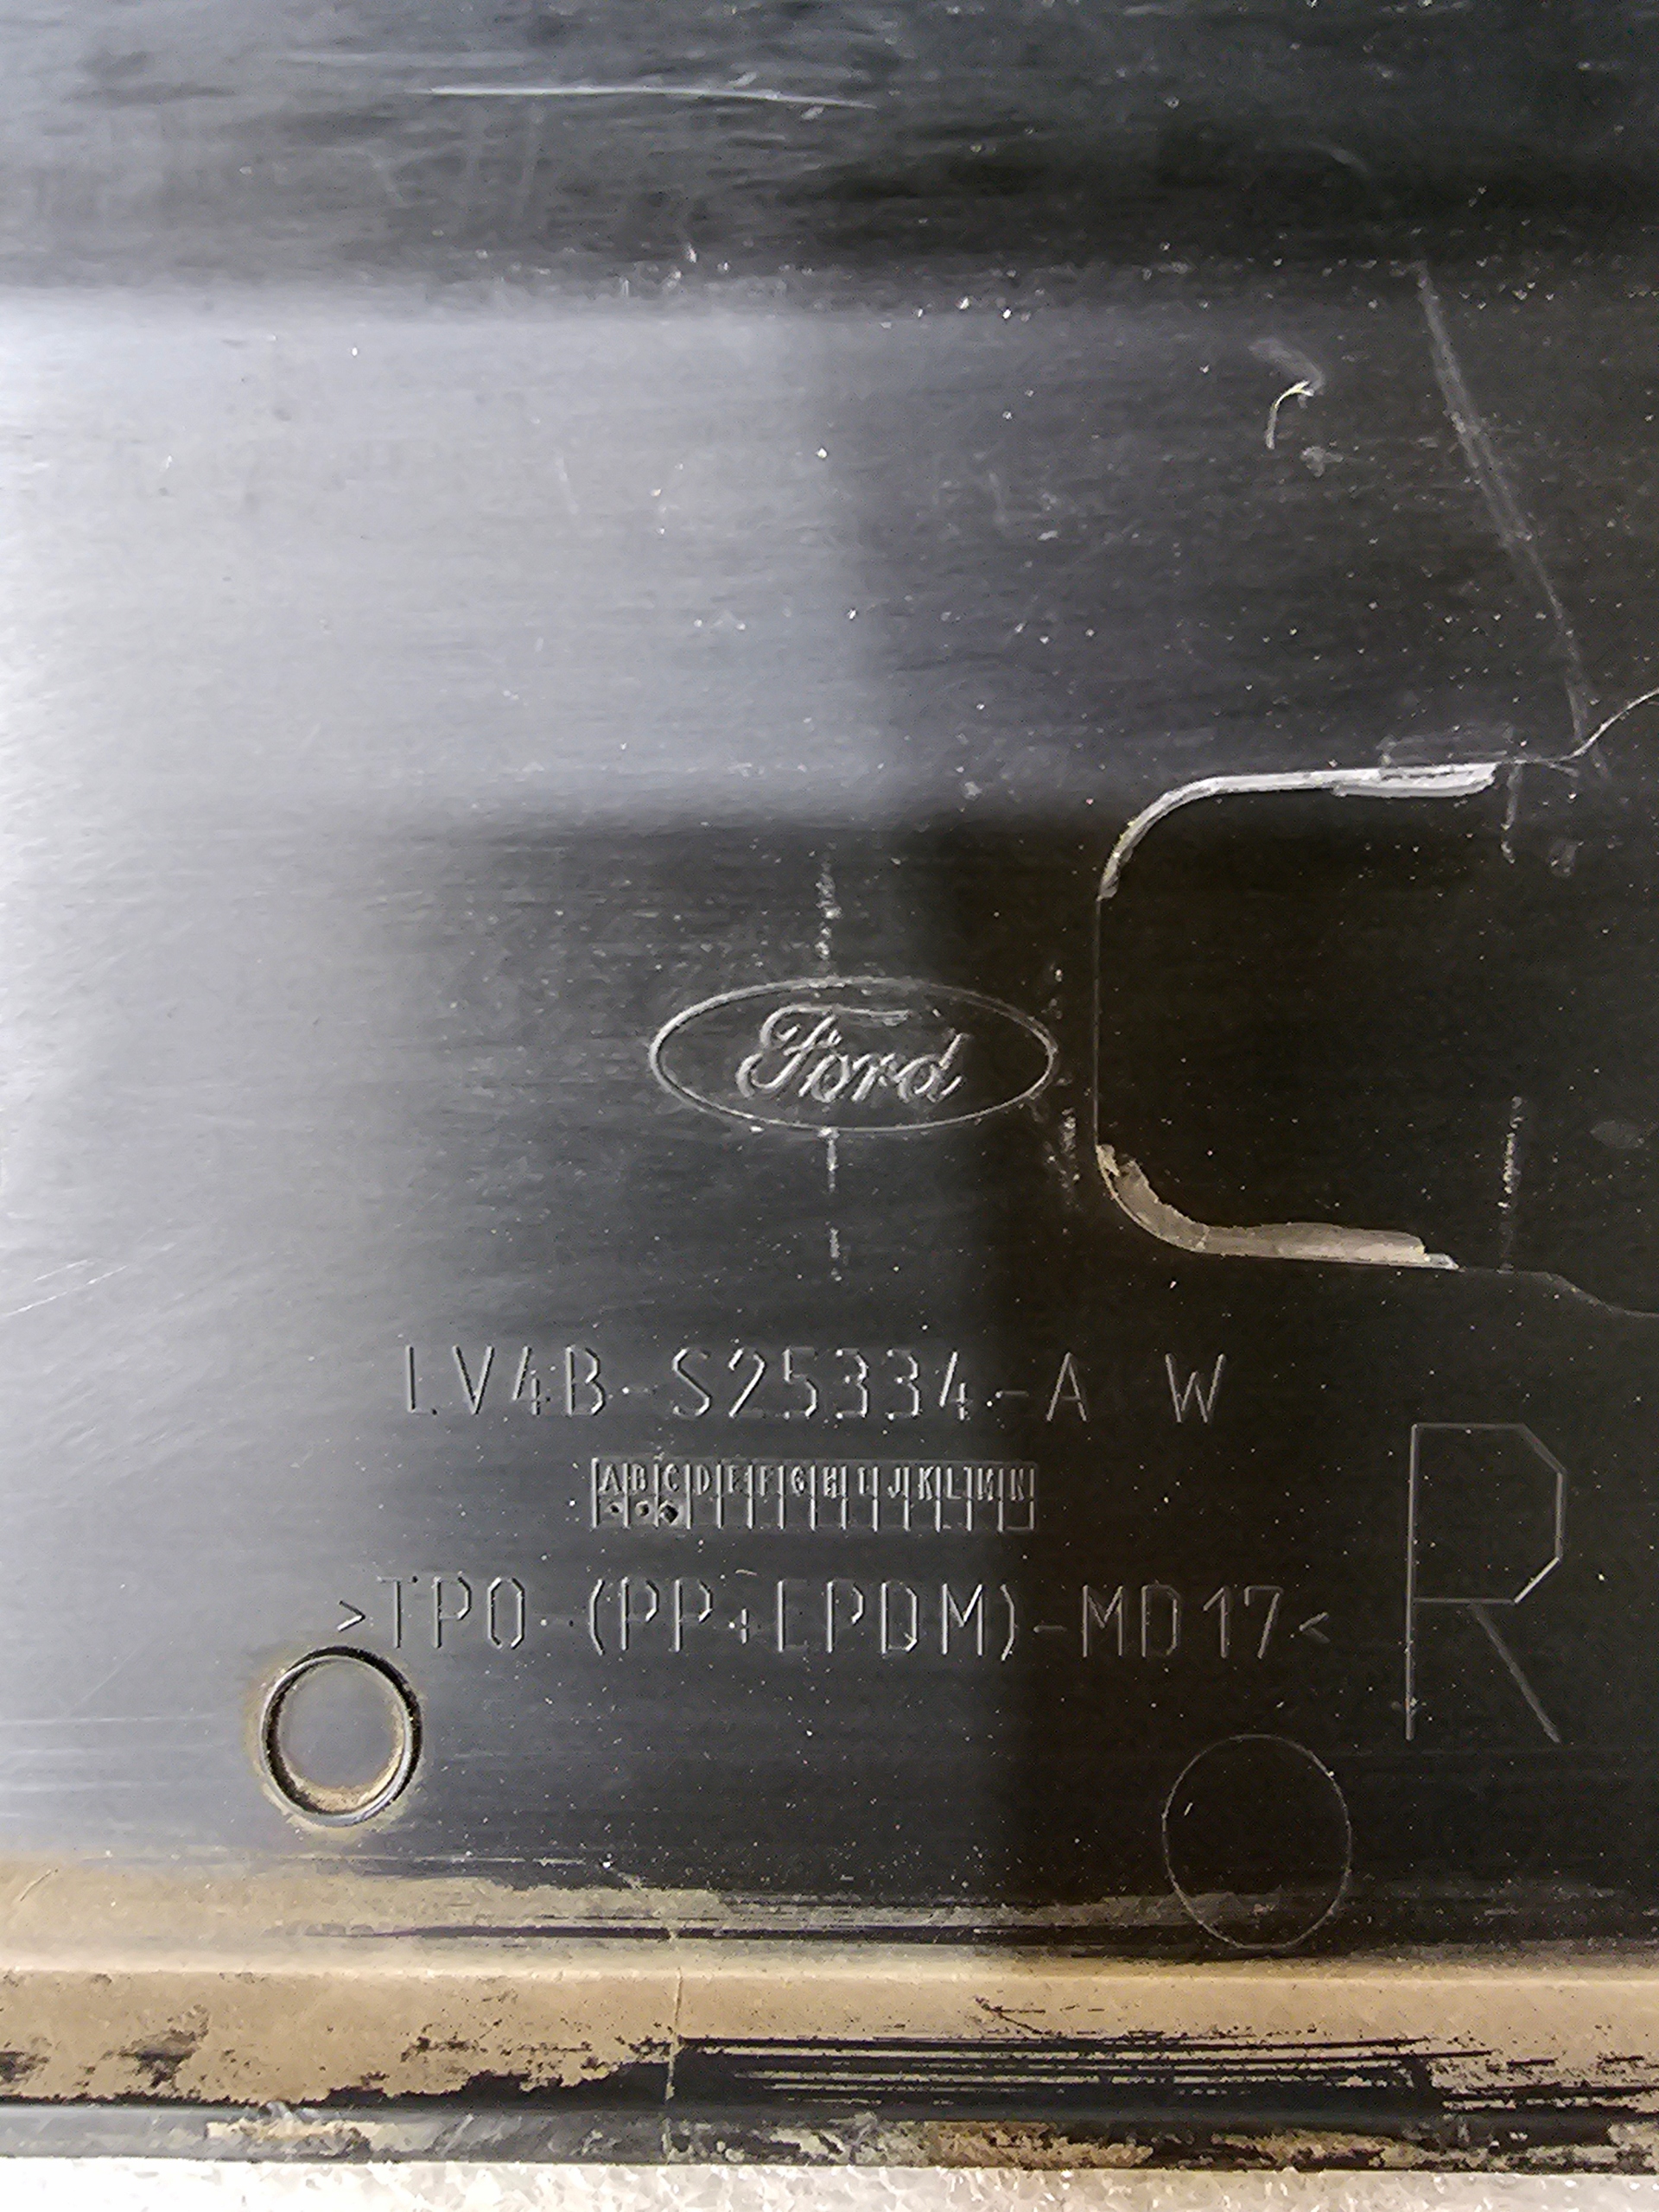 Ford
LV4B-S25334-A W
A B C D E F G H I J K L M N
>TPO-(PP+EPDM)-MD17<
R